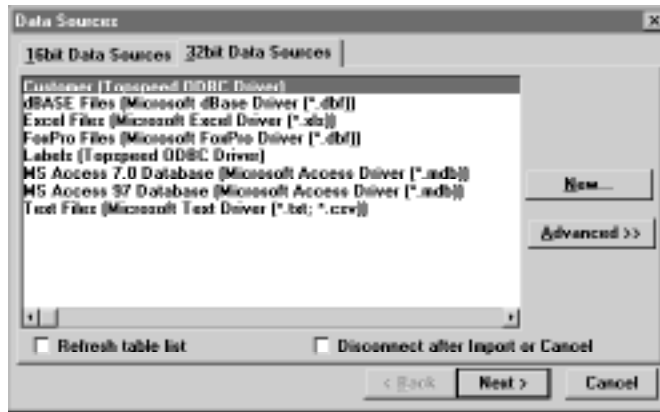 Data Sources
16bit Data Sources 32bit Data Sources
Customer (Topspeed ODBC Driver)
dBASE Files (Microsoft dBase Driver (*.dbf))
Excel Files (Microsoft Excel Driver (*.xls))
FoxPro Files (Microsoft FoxPro Driver (*.dbf))
Labels (Topspeed ODBC Driver)
MS Access 7.0 Database (Microsoft Access Driver (*.mdb))
MS Access 97 Database (Microsoft Access Driver (*.mdb))
Text Files (Microsoft Text Driver (*.txt; *.csv))
New...
Advanced >>
Refresh table list Disconnect after Import or Cancel
< Back Next > Cancel